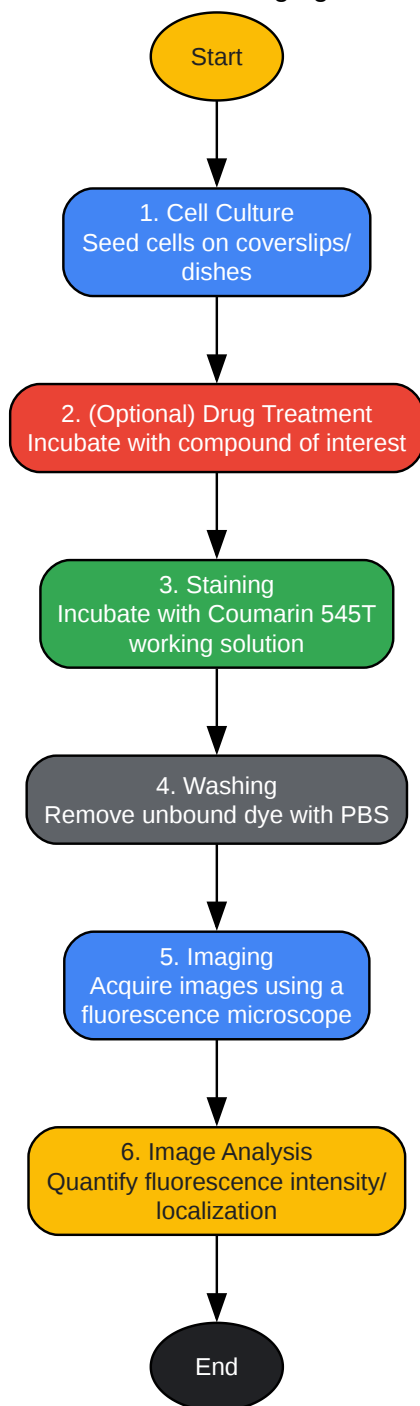 Start
1. Cell Culture
Seed cells on coverslips/
dishes
2. (Optional) Drug Treatment
Incubate with compound of interest
3. Staining
Incubate with Coumarin 545T
working solution
4. Washing
Remove unbound dye with PBS
5. Imaging
Acquire images using a
fluorescence microscope
6. Image Analysis
Quantify fluorescence intensity/
localization
End